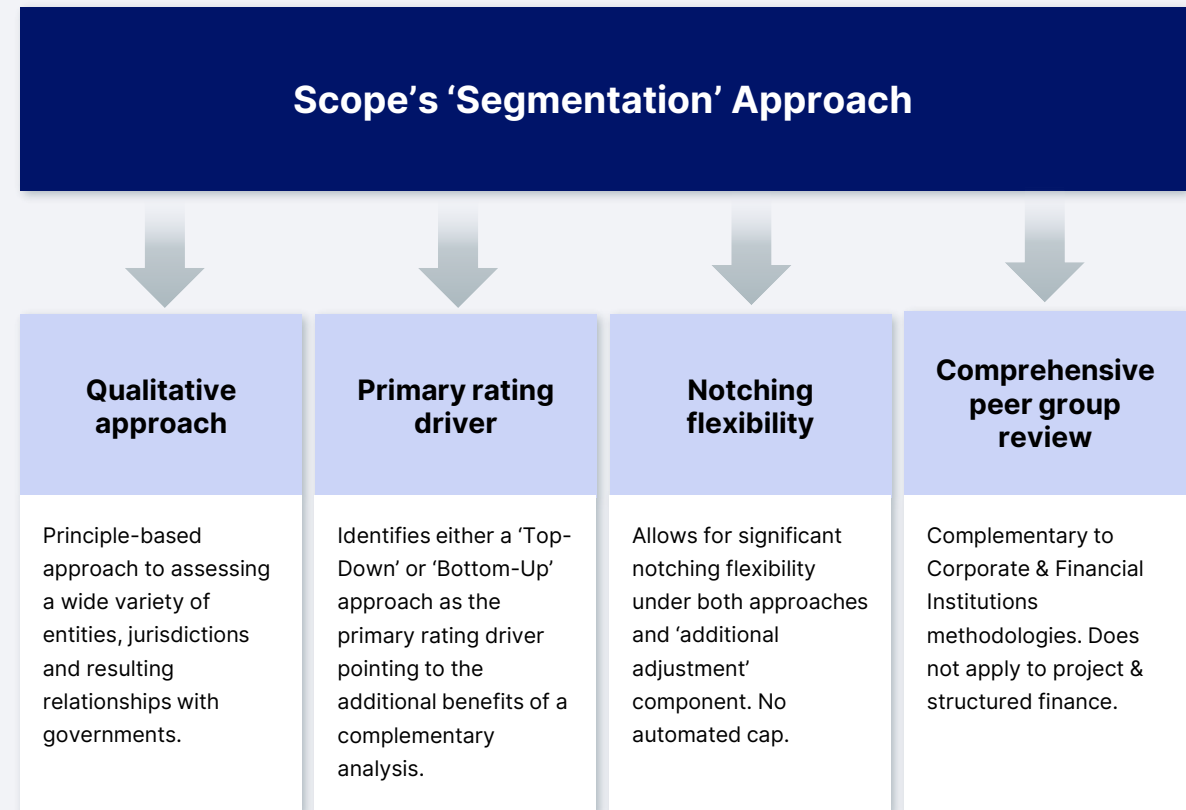 Scope’s ‘Segmentation’ Approach
Qualitative
approach
Principle-based
approach to assessing
a wide variety of
entities, jurisdictions
and resulting
relationships with
governments.
Primary rating
driver
Identifies either a ‘Top-
Down’ or ‘Bottom-Up’
approach as the
primary rating driver
pointing to the
additional benefits of a
complementary
analysis.
Notching
flexibility
Allows for significant
notching flexibility
under both approaches
and ‘additional
adjustment’
component. No
automated cap.
Comprehensive
peer group
review
Complementary to
Corporate & Financial
Institutions
methodologies. Does
not apply to project &
structured finance.